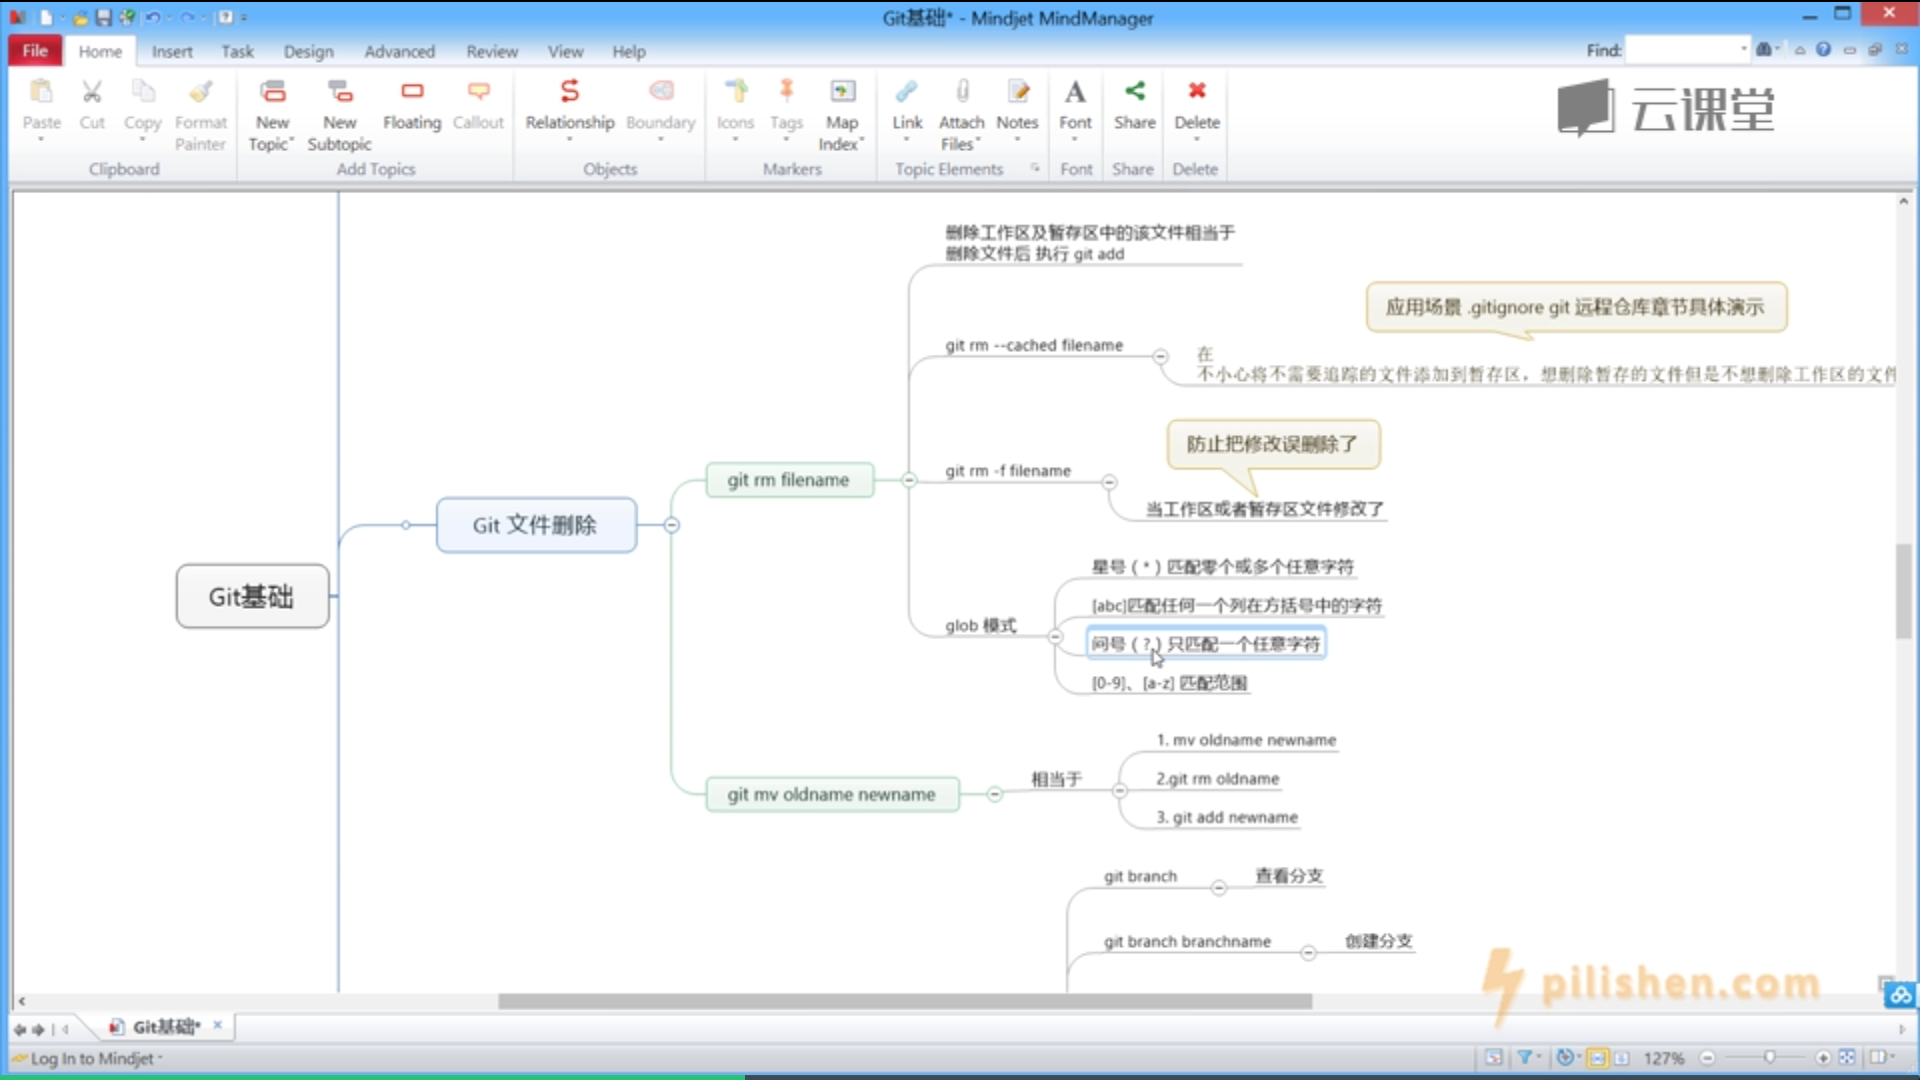 Git基础* - Mindjet MindManager
File Home Insert Task Design Advanced Review View Help Find:
Paste Cut Copy Format Painter
New Topic New Subtopic Floating Callout
Relationship Boundary
Icons Tags Map Index
Link Attach Files Notes
Font Share Delete
云课堂
Clipboard Add Topics Objects Markers Topic Elements Font Share Delete
删除工作区及暂存区中的该文件相当于
删除文件后 执行 git add
应用场景 .gitignore git 远程仓库章节具体演示
git rm --cached filename
在
不小心将不需要追踪的文件添加到暂存区，想删除暂存的文件但是不想删除工作区的文件
防止把修改误删除了
git rm -f filename
当工作区或者暂存区文件修改了
git rm filename
Git 文件删除
Git基础
星号 ( * ) 匹配零个或多个任意字符
[abc]匹配任何一个列在方括号中的字符
glob 模式
问号 ( ? ) 只匹配一个任意字符
[0-9]、[a-z] 匹配范围
1. mv oldname newname
相当于
2.git rm oldname
git mv oldname newname
3. git add newname
git branch
查看分支
git branch branchname
创建分支
pilishen.com
Git基础*
Log In to Mindjet
127%